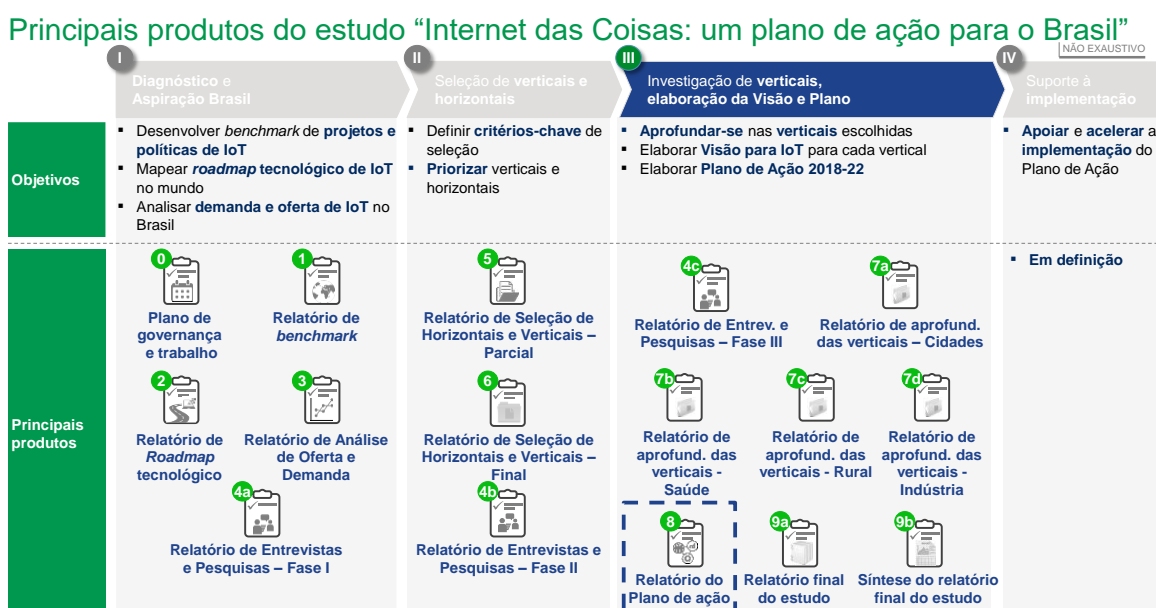 Principais produtos do estudo “Internet das Coisas: um plano de ação para o Brasil”
NÃO EXAUSTIVO
I
Diagnóstico e
Aspiração Brasil
II
Seleção de verticais e
horizontais
III
Investigação de verticais,
elaboração da Visão e Plano
IV
Suporte à
implementação
Objetivos
▪ Desenvolver benchmark de projetos e
políticas de IoT
▪ Mapear roadmap tecnológico de IoT
no mundo
▪ Analisar demanda e oferta de IoT no
Brasil
▪ Definir critérios-chave de
seleção
▪ Priorizar verticais e
horizontais
▪ Aprofundar-se nas verticais escolhidas
▪ Elaborar Visão para IoT para cada vertical
▪ Elaborar Plano de Ação 2018-22
▪ Apoiar e acelerar a
implementação do
Plano de Ação
Principais
produtos
0
Plano de
governança
e trabalho
1
Relatório de
benchmark
2
Relatório de
Roadmap
tecnológico
3
Relatório de Análise
de Oferta e
Demanda
4a
Relatório de Entrevistas
e Pesquisas – Fase I
5
Relatório de Seleção de
Horizontais e Verticais –
Parcial
6
Relatório de Seleção de
Horizontais e Verticais –
Final
4b
Relatório de Entrevistas e
Pesquisas – Fase II
4c
Relatório de Entrev. e
Pesquisas – Fase III
7a
Relatório de aprofund.
das verticais – Cidades
7b
Relatório de
aprofund. das
verticais -
Saúde
7c
Relatório de
aprofund. das
verticais - Rural
7d
Relatório de
aprofund. das
verticais -
Indústria
8
Relatório do
Plano de ação
9a
Relatório final
do estudo
9b
Síntese do relatório
final do estudo
▪ Em definição